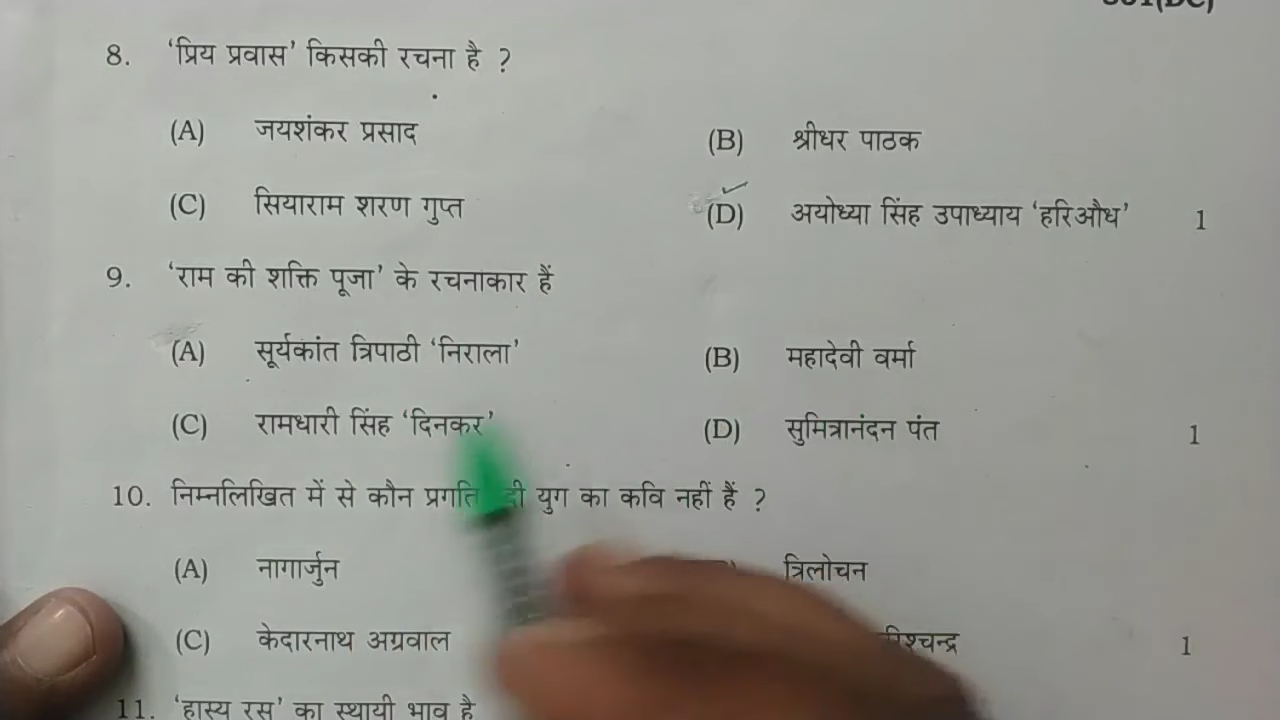 8. ‘प्रिय प्रवास’ किसकी रचना है ?
(A) जयशंकर प्रसाद (B) श्रीधर पाठक
(C) सियाराम शरण गुप्त (D) अयोध्या सिंह उपाध्याय ‘हरिऔध’ 1
9. ‘राम की शक्ति पूजा’ के रचनाकार हैं
(A) सूर्यकांत त्रिपाठी ‘निराला’ (B) महादेवी वर्मा
(C) रामधारी सिंह ‘दिनकर’ (D) सुमित्रानंदन पंत 1
10. निम्नलिखित में से कौन युग का कवि नहीं हैं ?
(A) नागार्जुन त्रिलोचन
(C) केदारनाथ अग्रवाल 1
11. ‘हास्य रस’ का स्थायी भाव है